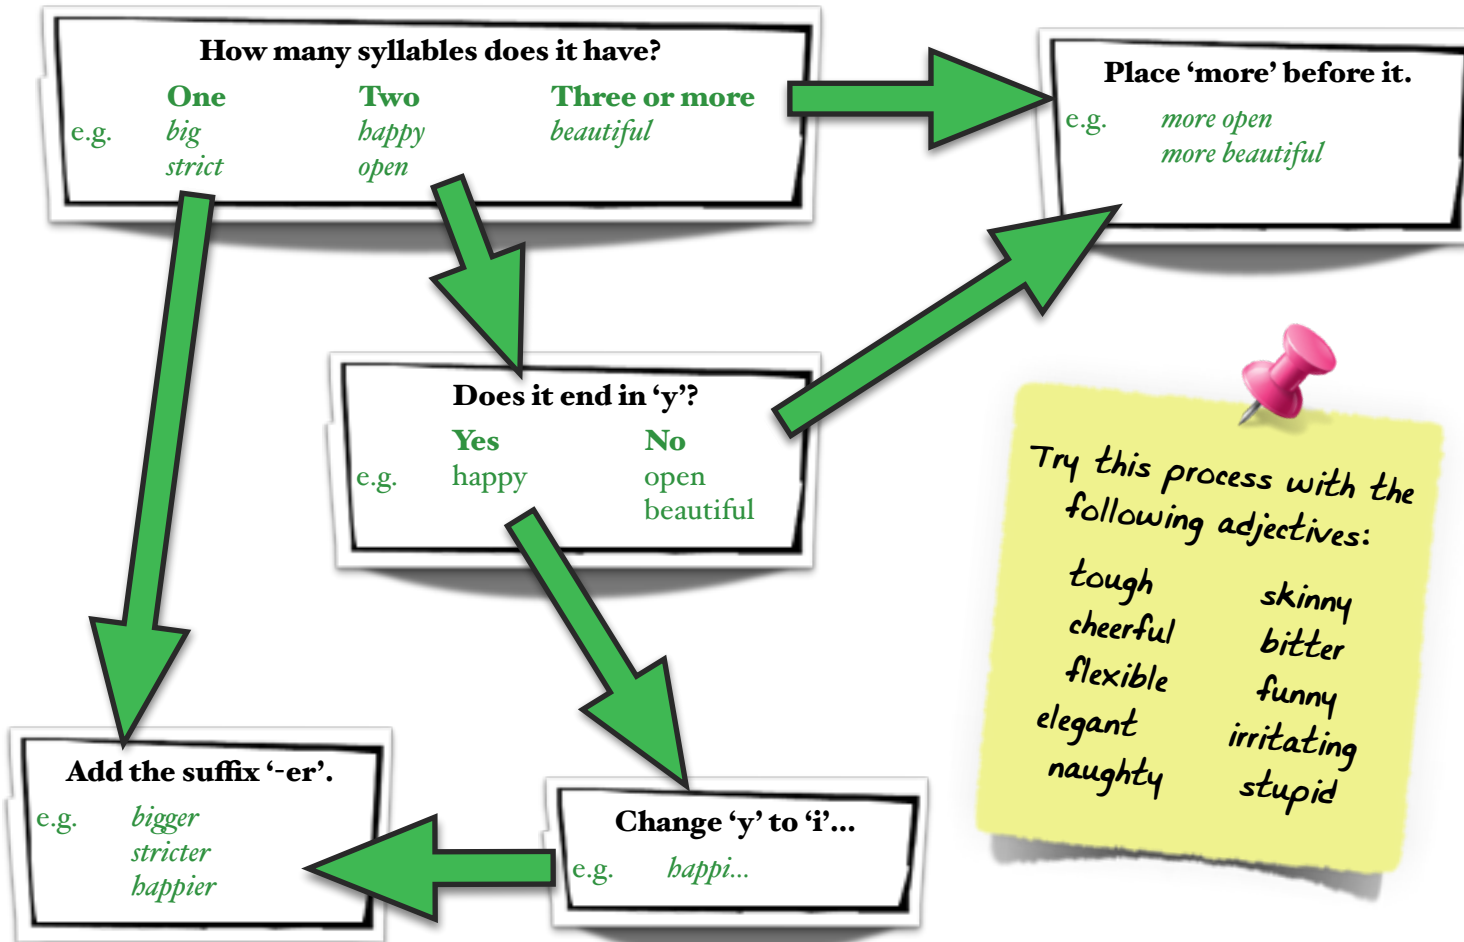 How many syllables does it have?
One Two Three or more
e.g. big happy beautiful
strict open
Place ‘more’ before it.
e.g. more open
more beautiful
Does it end in ‘y’?
Yes No
e.g. happy open
beautiful
Try this process with the
following adjectives:
tough skinny
cheerful bitter
flexible funny
elegant irritating
naughty stupid
Add the suffix ‘-er’.
e.g. bigger
stricter
happier
Change ‘y’ to ‘i’...
e.g. happi...